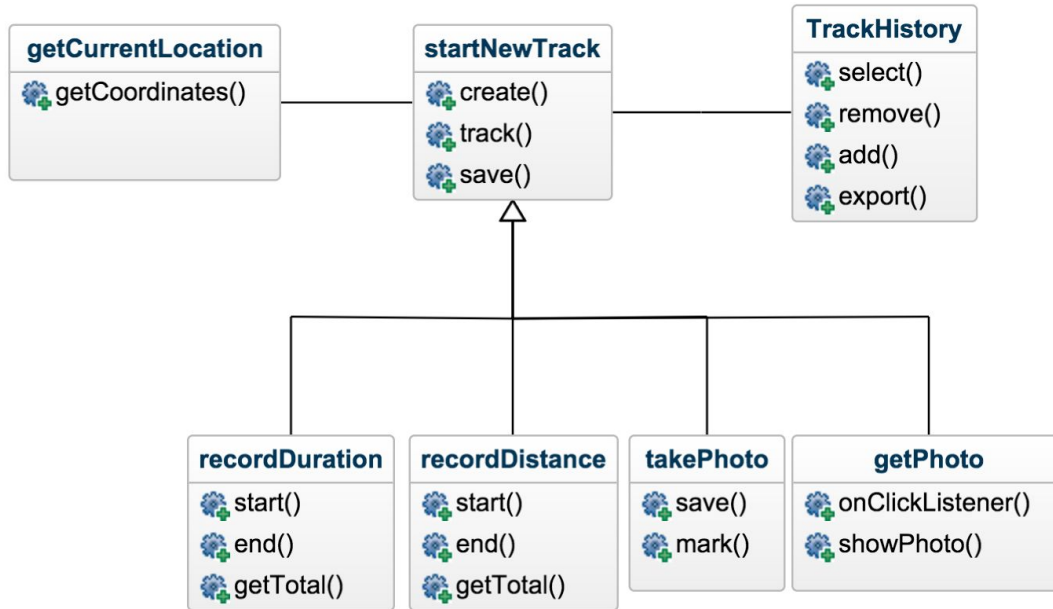 getCurrentLocation
getCoordinates()
startNewTrack
create()
track()
save()
TrackHistory
select()
remove()
add()
export()
recordDuration
start()
end()
getTotal()
recordDistance
start()
end()
getTotal()
takePhoto
save()
mark()
getPhoto
onClickListener()
showPhoto()